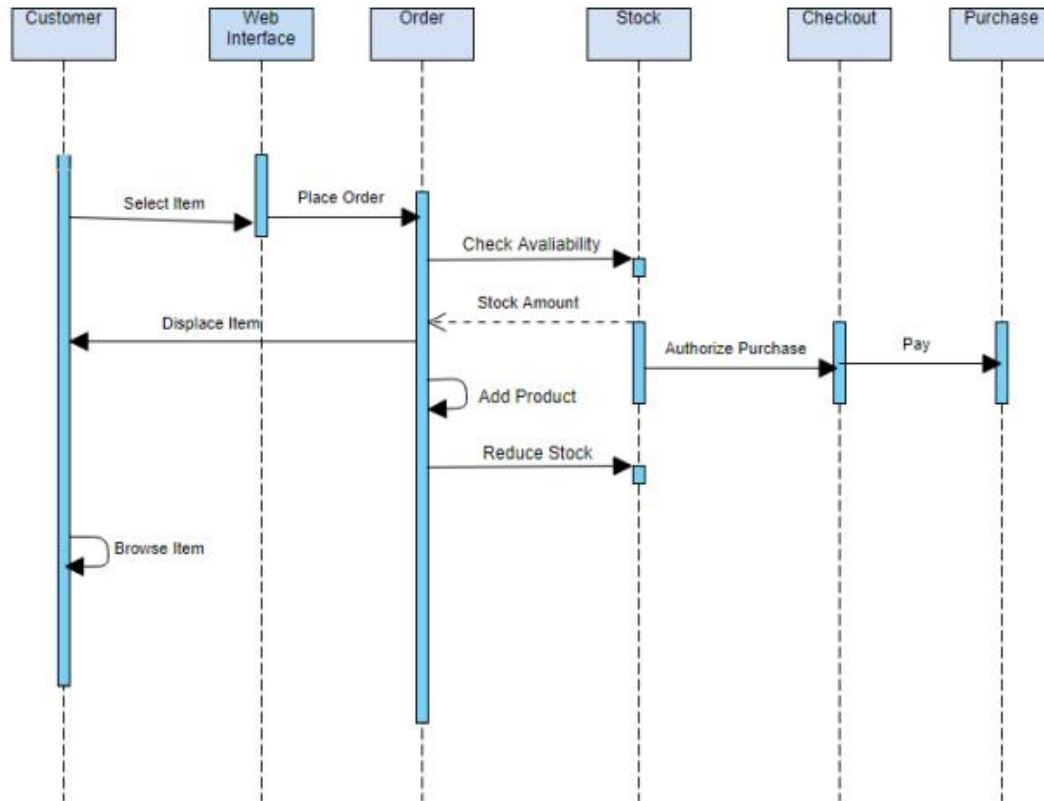 Customer
Web
Interface
Order
Stock
Checkout
Purchase
Select Item
Place Order
Check Avaliability
Stock Amount
Displace Item
Authorize Purchase
Pay
Add Product
Reduce Stock
Browse Item